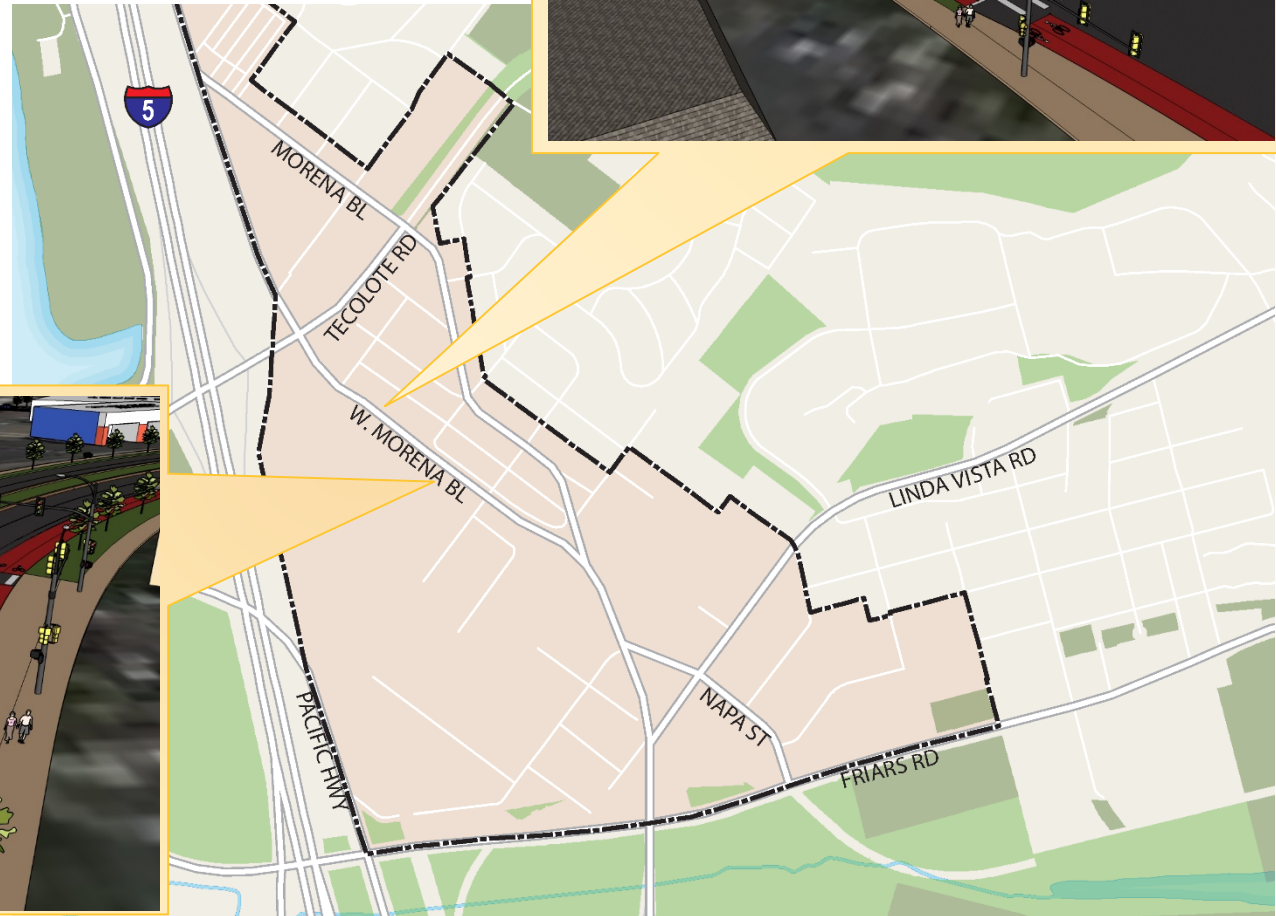 5
MORENA BL
TECOLOTE RD
W. MORENA BL
LINDA VISTA RD
NAPA ST
PACIFIC HWY
FRIARS RD